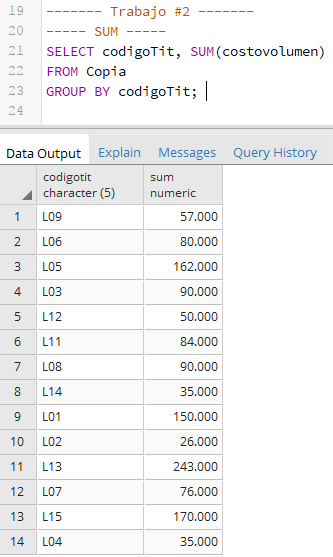 19 ------- Trabajo #2 -------
20 ----- SUM -----
21 SELECT codigoTit, SUM(costovolumen)
22 FROM Copia
23 GROUP BY codigoTit;
24
Data Output Explain Messages Query History
codigotit character (5) sum numeric
1 L09 57.000
2 L06 80.000
3 L05 162.000
4 L03 90.000
5 L12 50.000
6 L11 84.000
7 L08 90.000
8 L14 35.000
9 L01 150.000
10 L02 26.000
11 L13 243.000
12 L07 76.000
13 L15 170.000
14 L04 35.000